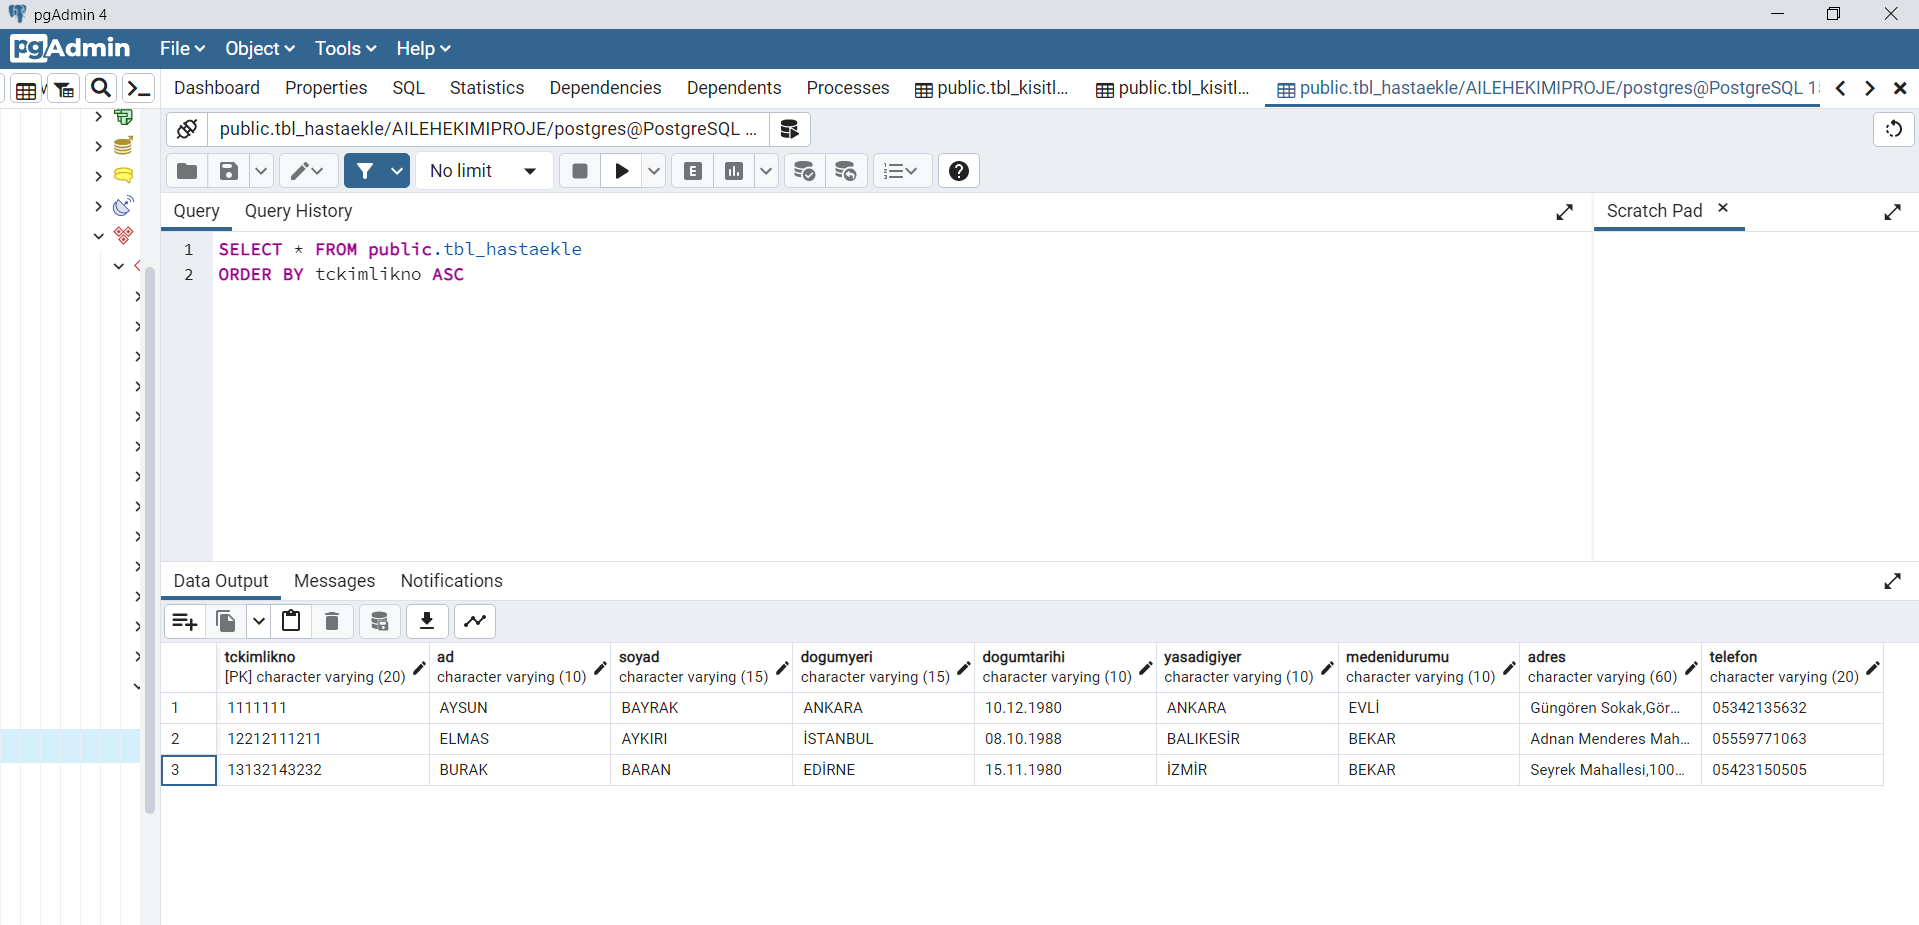 pgAdmin 4
pgAdmin File Object Tools Help
Dashboard Properties SQL Statistics Dependencies Dependents Processes public.tbl_kisitl... public.tbl_kisitl... public.tbl_hastaekle/AILEHEKIMIPROJE/postgres@PostgreSQL 1
public.tbl_hastaekle/AILEHEKIMIPROJE/postgres@PostgreSQL ...
No limit E
Query Query History Scratch Pad
1 SELECT * FROM public.tbl_hastaekle
2 ORDER BY tckimlikno ASC
Data Output Messages Notifications
tckimlikno ad soyad dogumyeri dogumtarihi yasadigiyer medenidurumu adres telefon
[PK] character varying (20) character varying (10) character varying (15) character varying (15) character varying (10) character varying (10) character varying (10) character varying (60) character varying (20)
1 1111111 AYSUN BAYRAK ANKARA 10.12.1980 ANKARA EVLİ Güngören Sokak,Gör... 05342135632
2 12212111211 ELMAS AYKIRI İSTANBUL 08.10.1988 BALIKESİR BEKAR Adnan Menderes Mah... 05559771063
3 13132143232 BURAK BARAN EDİRNE 15.11.1980 İZMİR BEKAR Seyrek Mahallesi,100... 05423150505